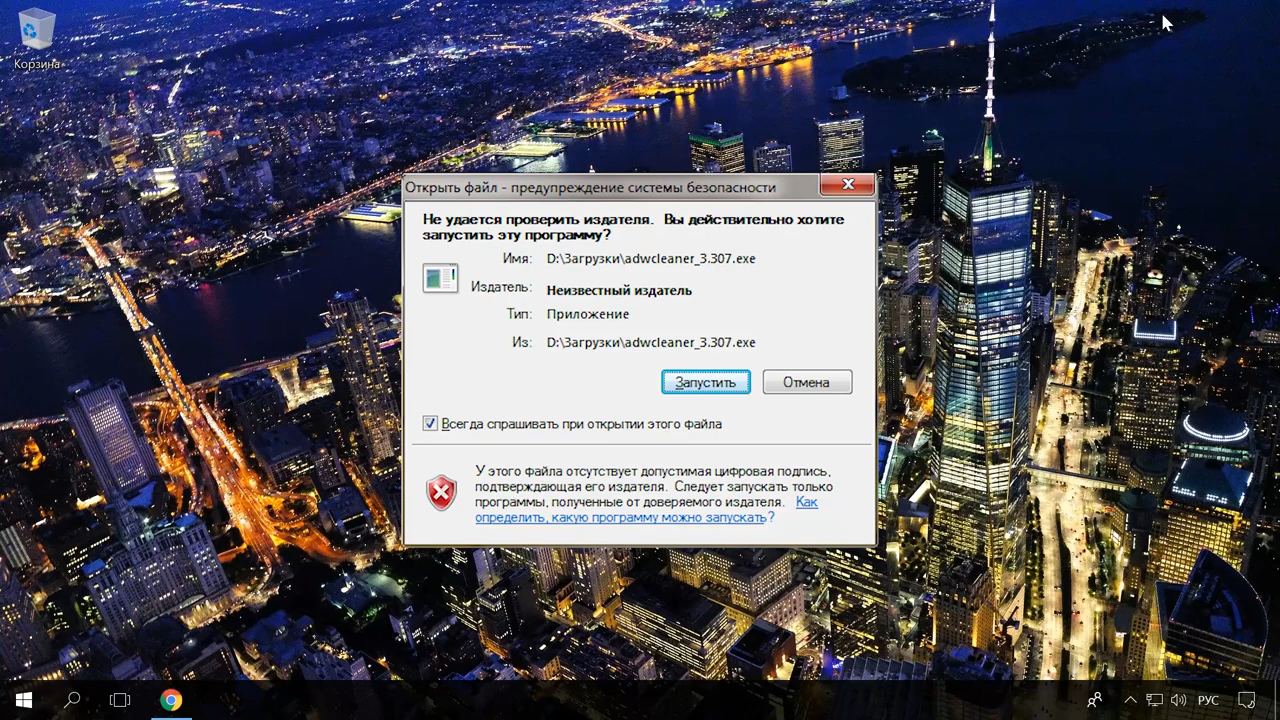 Корзина
Открыть файл - предупреждение системы безопасности
Не удается проверить издателя. Вы действительно хотите
запустить эту программу?
Имя: D:\Загрузки\adwcleaner_3.307.exe
Издатель: Неизвестный издатель
Тип: Приложение
Из: D:\Загрузки\adwcleaner_3.307.exe
Запустить Отмена
Всегда спрашивать при открытии этого файла
У этого файла отсутствует допустимая цифровая подпись,
подтверждающая его издателя. Следует запускать только
программы, полученные от доверяемого издателя. Как
определить, какую программу можно запускать?
РУС